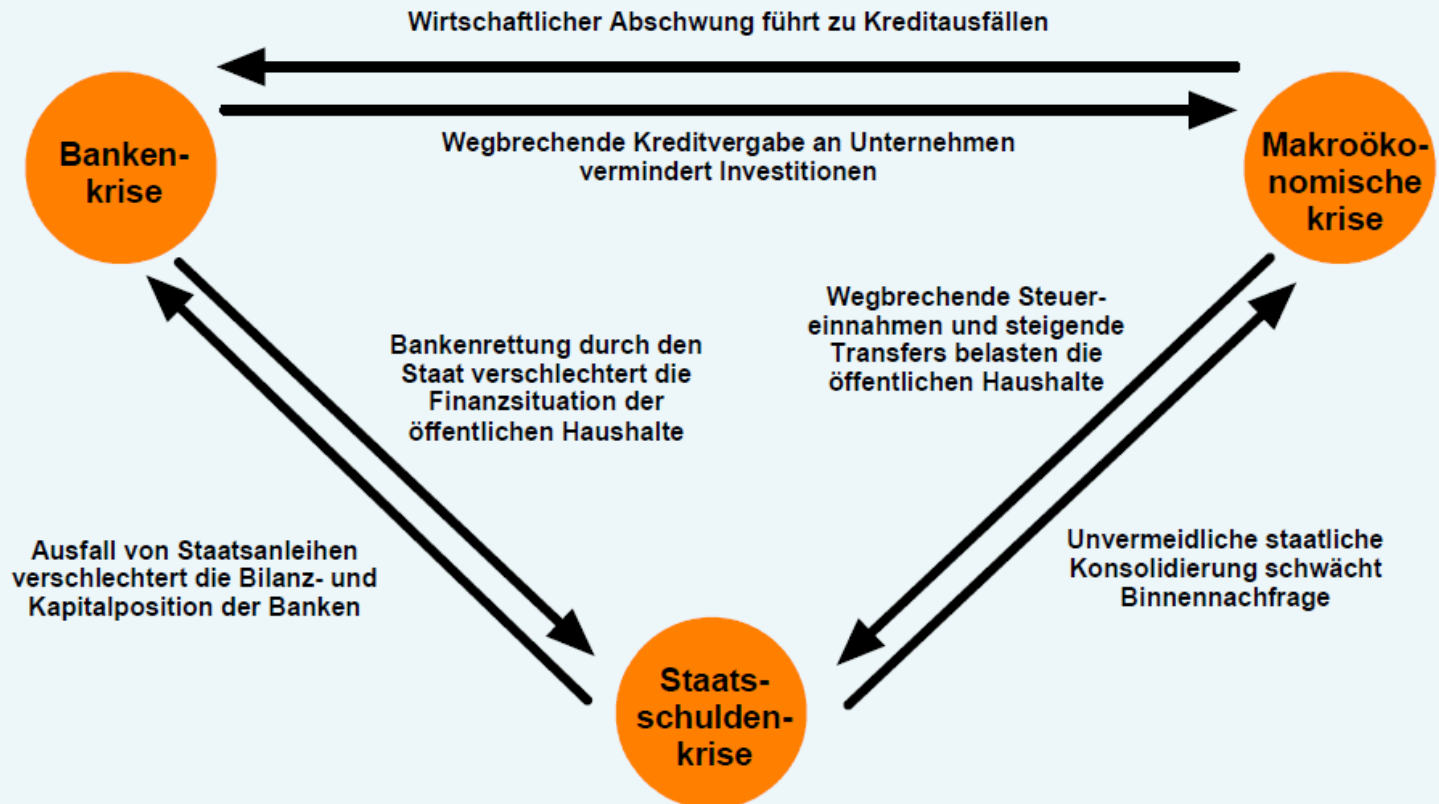 Wirtschaftlicher Abschwung führt zu Kreditausfällen
Banken-
krise
Wegbrechende Kreditvergabe an Unternehmen
vermindert Investitionen
Makroöko-
nomische
krise
Bankenrettung durch den
Staat verschlechtert die
Finanzsituation der
öffentlichen Haushalte
Wegbrechende Steuer-
einnahmen und steigende
Transfers belasten die
öffentlichen Haushalte
Ausfall von Staatsanleihen
verschlechtert die Bilanz- und
Kapitalposition der Banken
Unvermeidliche staatliche
Konsolidierung schwächt
Binnennachfrage
Staats-
schulden-
krise